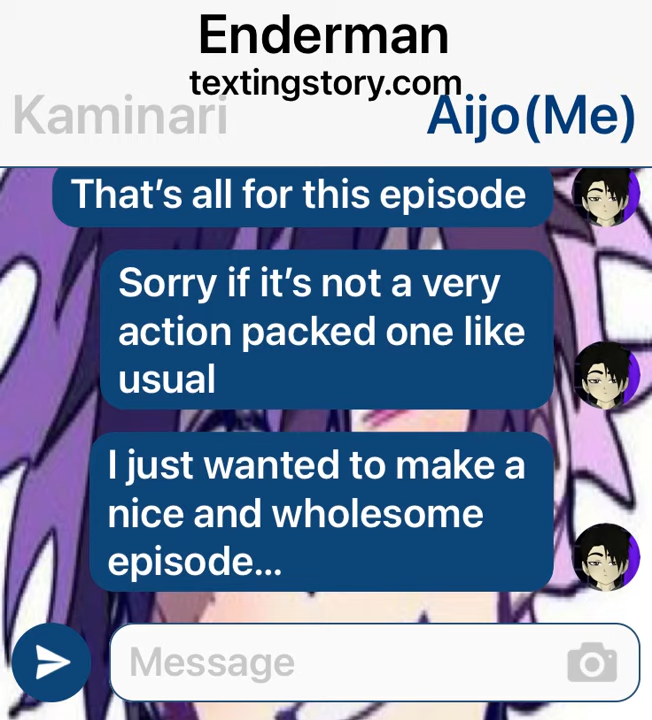 Enderman
textingstory.com
Kaminari
Aijo(Me)
That's all for this episode
Sorry if it's not a very
action packed one like
usual
I just wanted to make a
nice and wholesome
episode...
Message